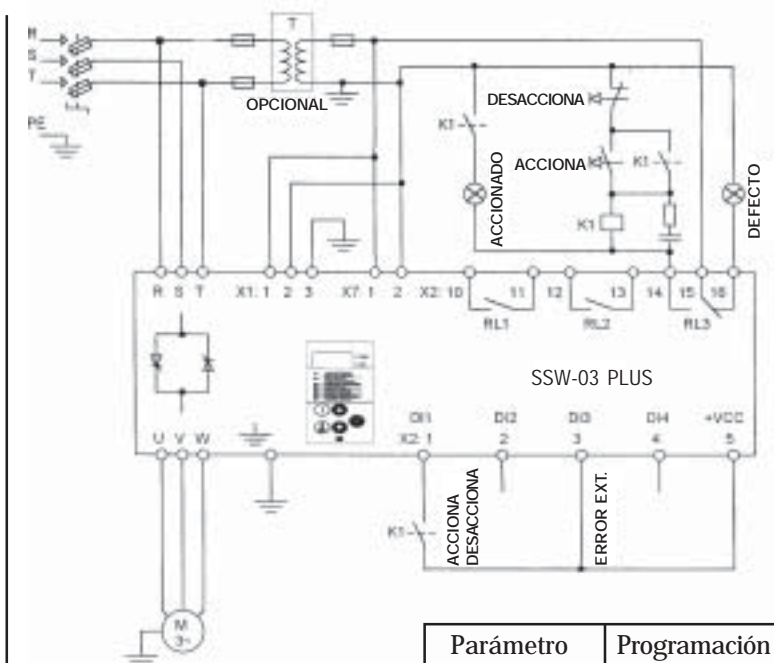 R
S
T
PE
T
OPCIONAL
DESACCIONA
K1
ACCIONADO
ACCIONA
K1
K1
DEFECTO
R S T X1: 1 2 3 X7: 1 2 X2: 10 11 12 13 14 15 16
RL1 RL2 RL3
SSW-03 PLUS
DI1 DI2 DI3 DI4 +VCC
U V W X2: 1 2 3 4 5
K1
ACCIONA
DESACCIONA
ERROR EXT.
M
3~
Parámetro Programación